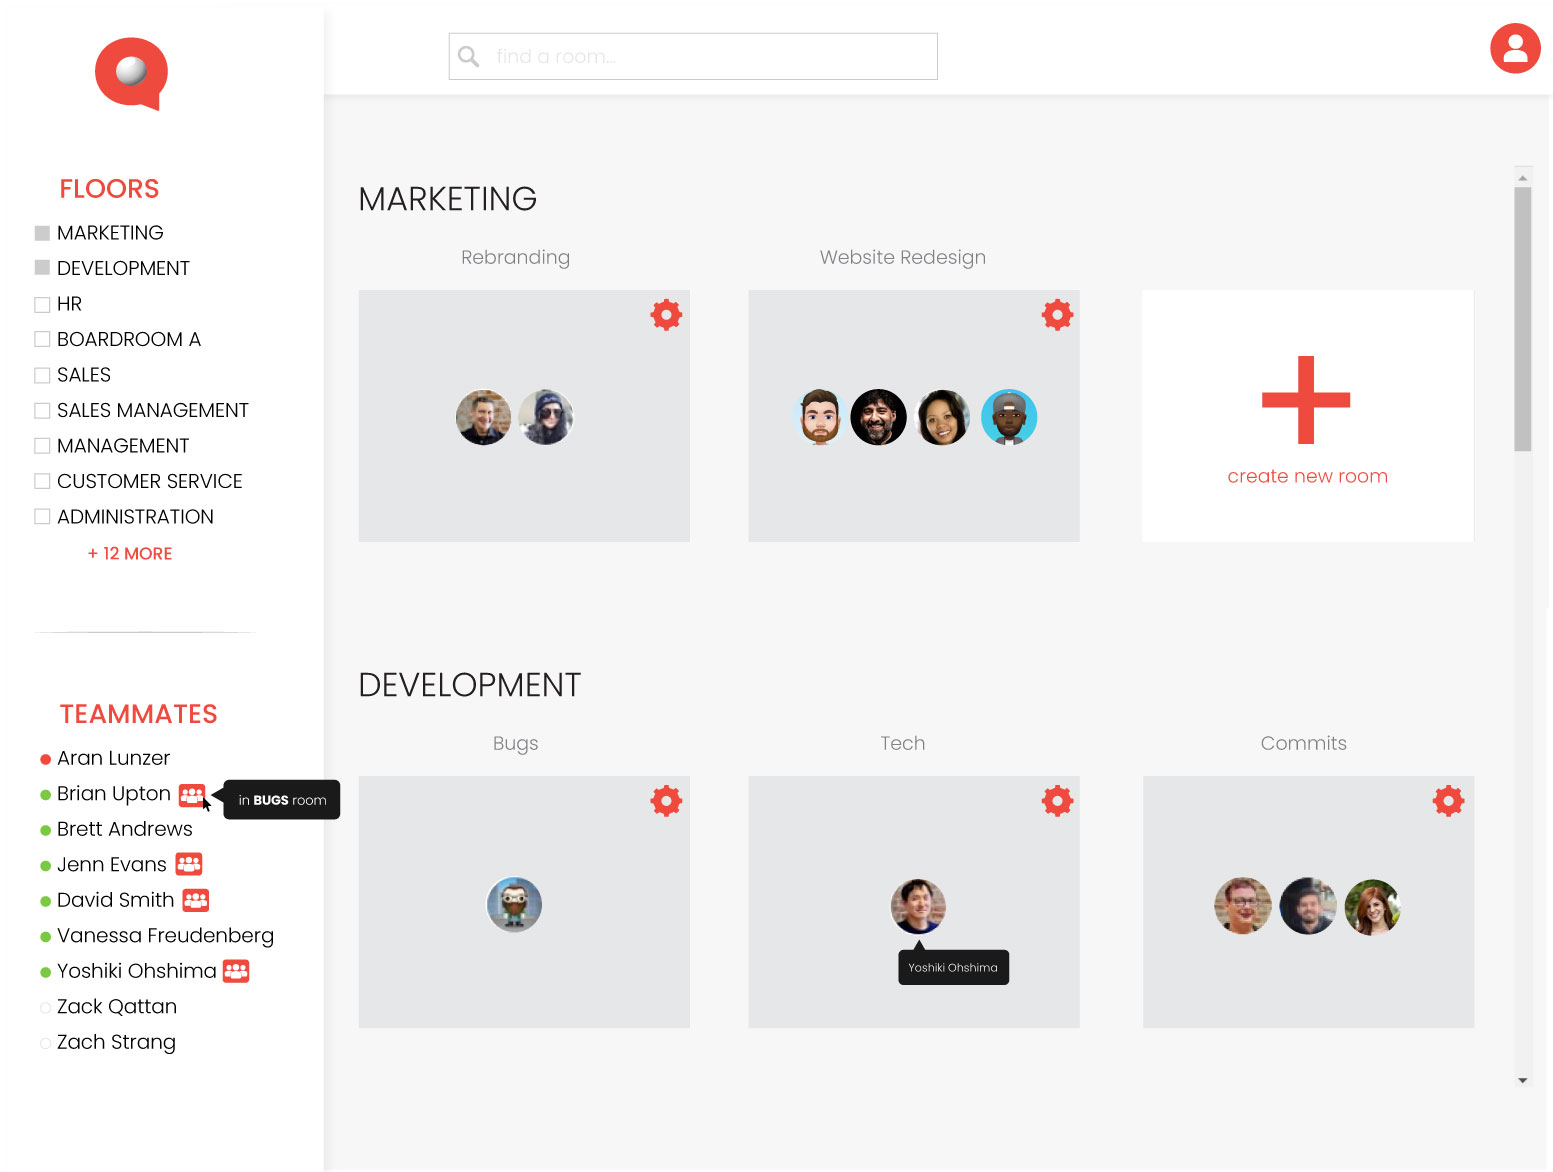 find a room...
FLOORS
MARKETING
DEVELOPMENT
HR
BOARDROOM A
SALES
SALES MANAGEMENT
MANAGEMENT
CUSTOMER SERVICE
ADMINISTRATION
+ 12 MORE
TEAMMATES
Aran Lunzer
Brian Upton
in BUGS room
Brett Andrews
Jenn Evans
David Smith
Vanessa Freudenberg
Yoshiki Ohshima
Zack Qattan
Zach Strang
MARKETING
Rebranding
Website Redesign
create new room
DEVELOPMENT
Bugs
Tech
Commits
Yoshiki Ohshima